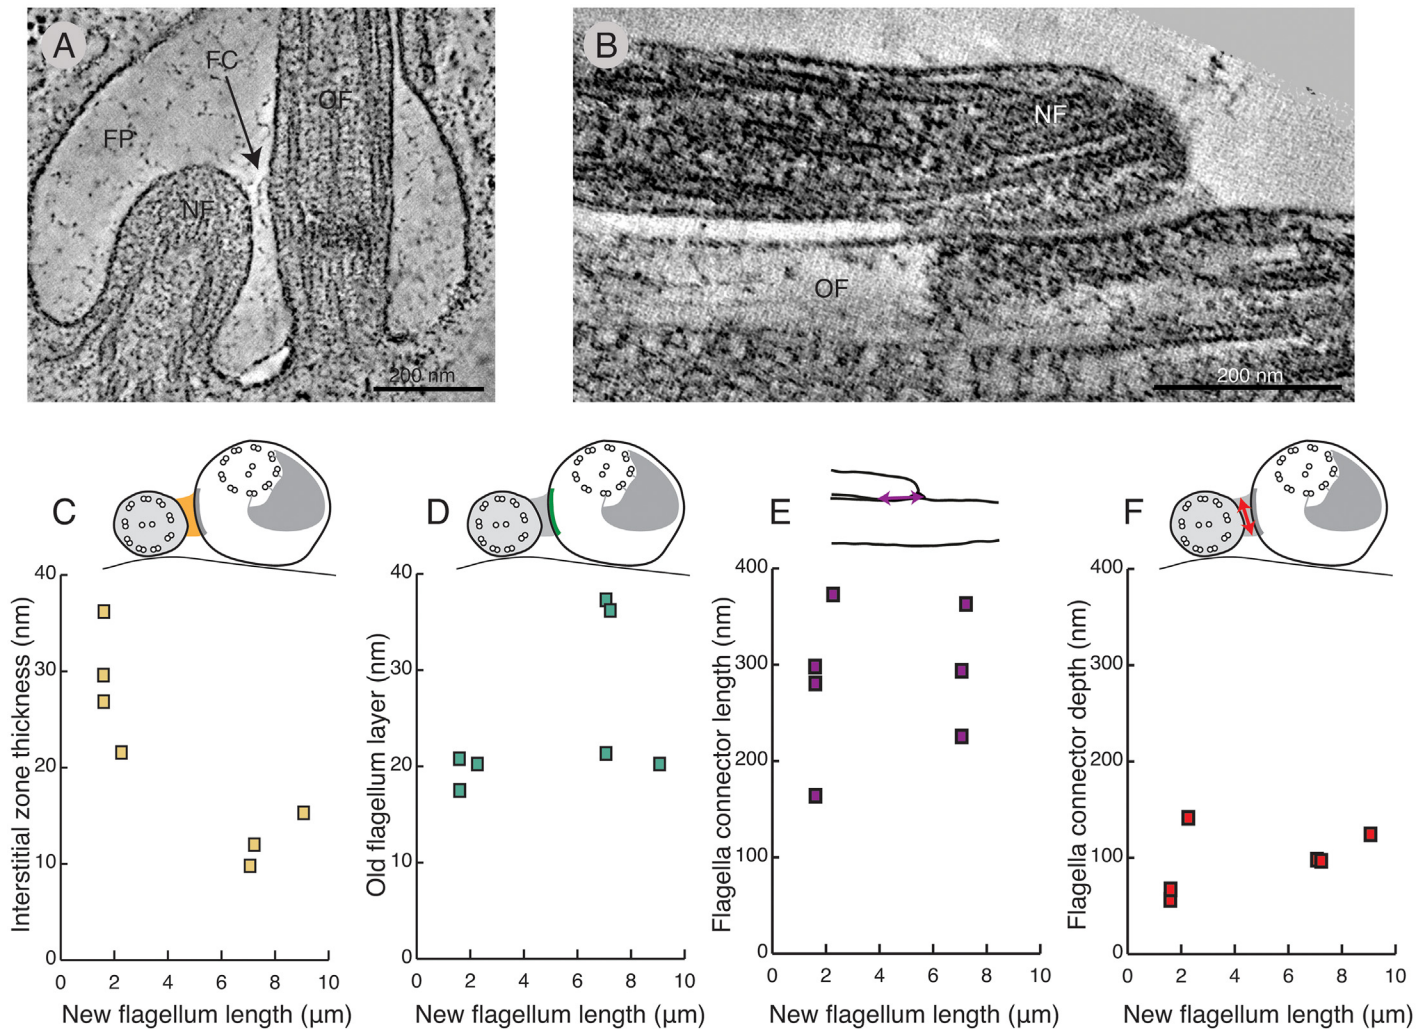 A
FC
OF
FP
NF
200 nm
B
NF
OF
200 nm
C
Interstitial zone thickness (nm)
40
30
20
10
0
0 2 4 6 8 10
New flagellum length (µm)
D
Old flagellum layer (nm)
40
30
20
10
0
0 2 4 6 8 10
New flagellum length (µm)
E
Flagella connector length (nm)
400
300
200
100
0
0 2 4 6 8 10
New flagellum length (µm)
F
Flagella connector depth (nm)
400
300
200
100
0
0 2 4 6 8 10
New flagellum length (µm)